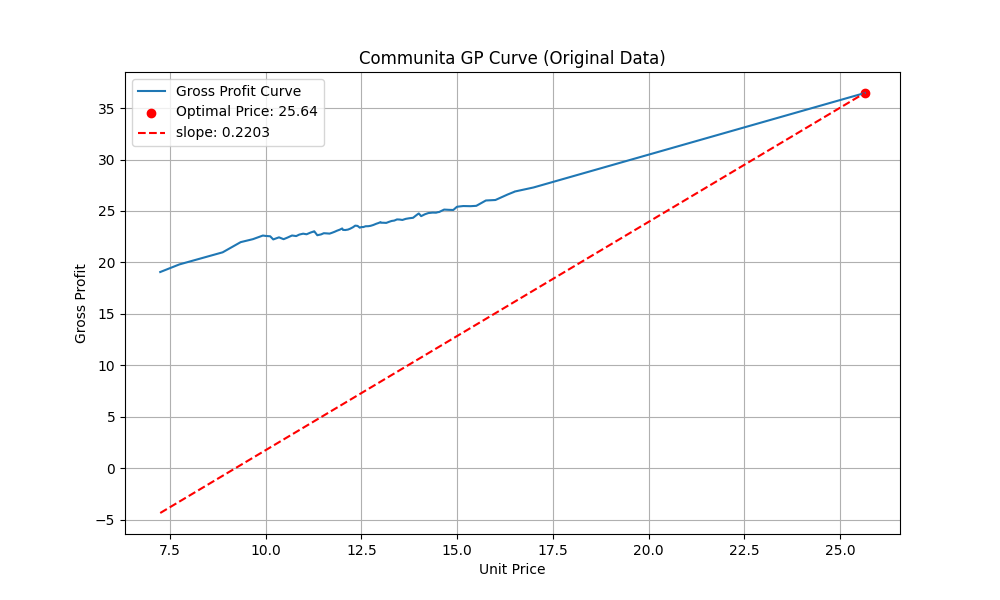 Communita GP Curve (Original Data)
Gross Profit Curve
Optimal Price: 25.64
slope: 0.2203
Gross Profit
35
30
25
20
15
10
5
0
−5
7.5 10.0 12.5 15.0 17.5 20.0 22.5 25.0
Unit Price